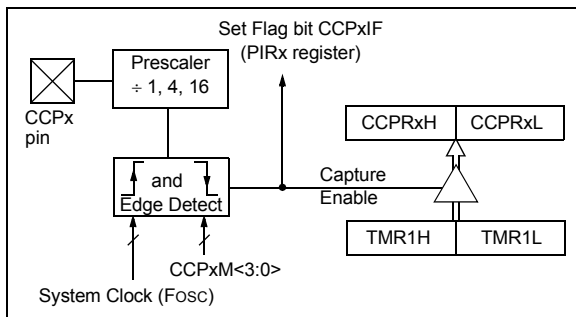 Set Flag bit CCPxIF
(PIRx register)
Prescaler
÷ 1, 4, 16
CCPx
pin
CCPRxH
CCPRxL
and
Edge Detect
Capture
Enable
TMR1H
TMR1L
CCPxM<3:0>
System Clock (FOSC)